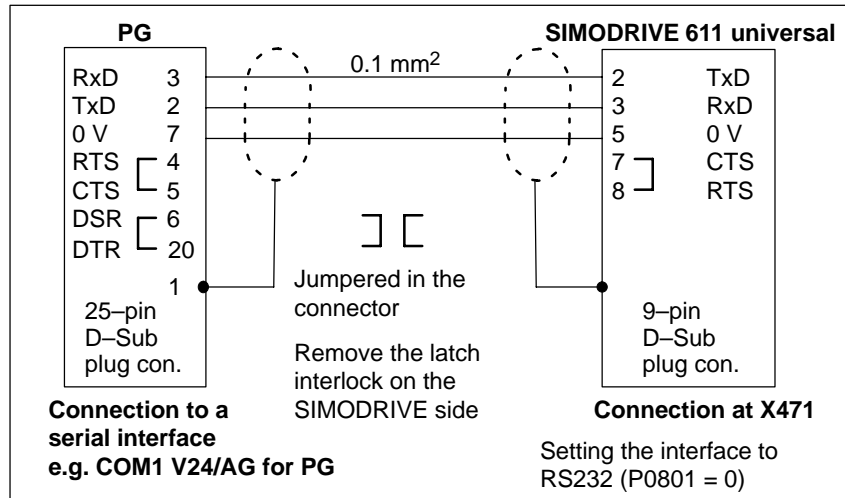 PG
SIMODRIVE 611 universal
0.1 mm²
RxD 3
TxD 2
0 V 7
RTS 4
CTS 5
DSR 6
DTR 20
1
25–pin
D–Sub
plug con.
2 TxD
3 RxD
5 0 V
7 CTS
8 RTS
9–pin
D–Sub
plug con.
Jumpered in the
connector
Remove the latch
interlock on the
SIMODRIVE side
Connection to a
serial interface
e.g. COM1 V24/AG for PG
Connection at X471
Setting the interface to
RS232 (P0801 = 0)